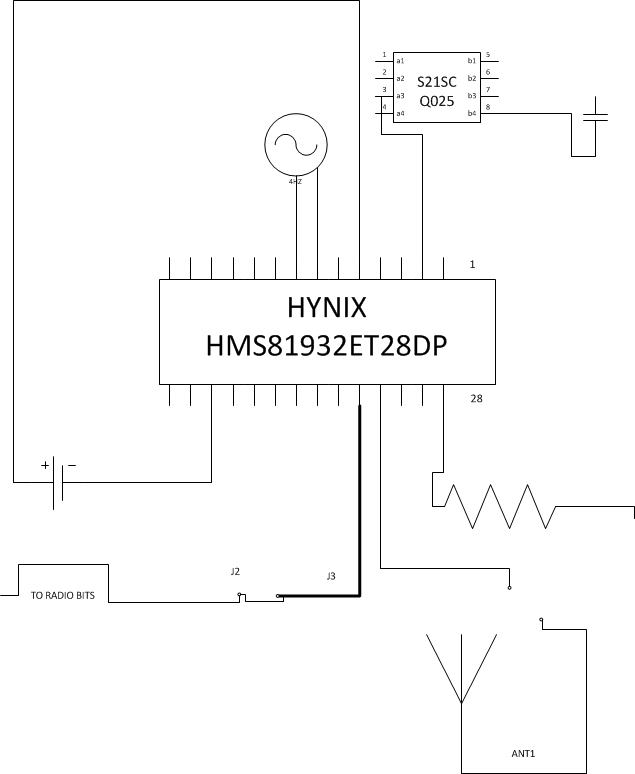 1 a1 b1 5
2 a2 b2 6
3 a3 b3 7
4 a4 b4 8
S21SC
Q025
4HZ
1
HYNIX
HMS81932ET28DP
28
+ –
J2
J3
TO RADIO BITS
ANT1